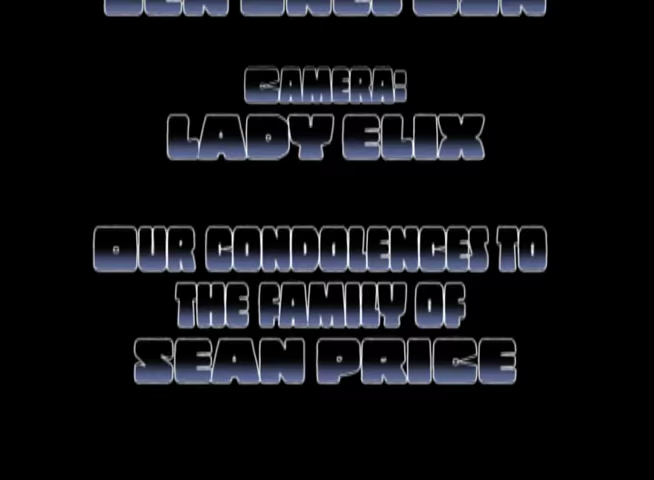 CAMERA:
LADY ELIX
OUR CONDOLENCES TO
THE FAMILY OF
SEAN PRICE